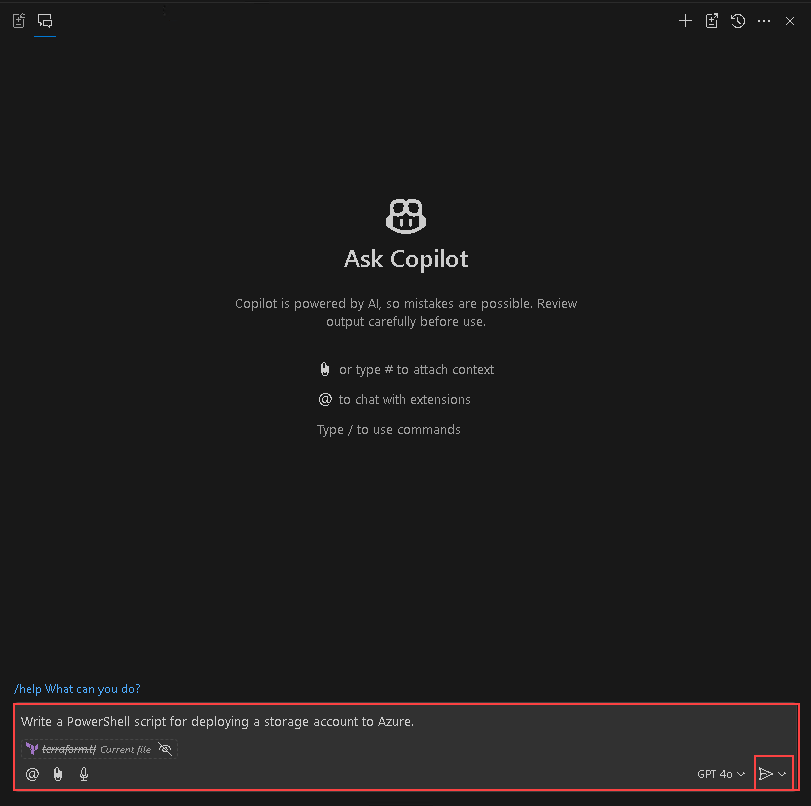 Ask Copilot
Copilot is powered by AI, so mistakes are possible. Review
output carefully before use.
or type # to attach context
@ to chat with extensions
Type / to use commands
/help What can you do?
Write a PowerShell script for deploying a storage account to Azure.
terraform.tf Current file
@
GPT 4o